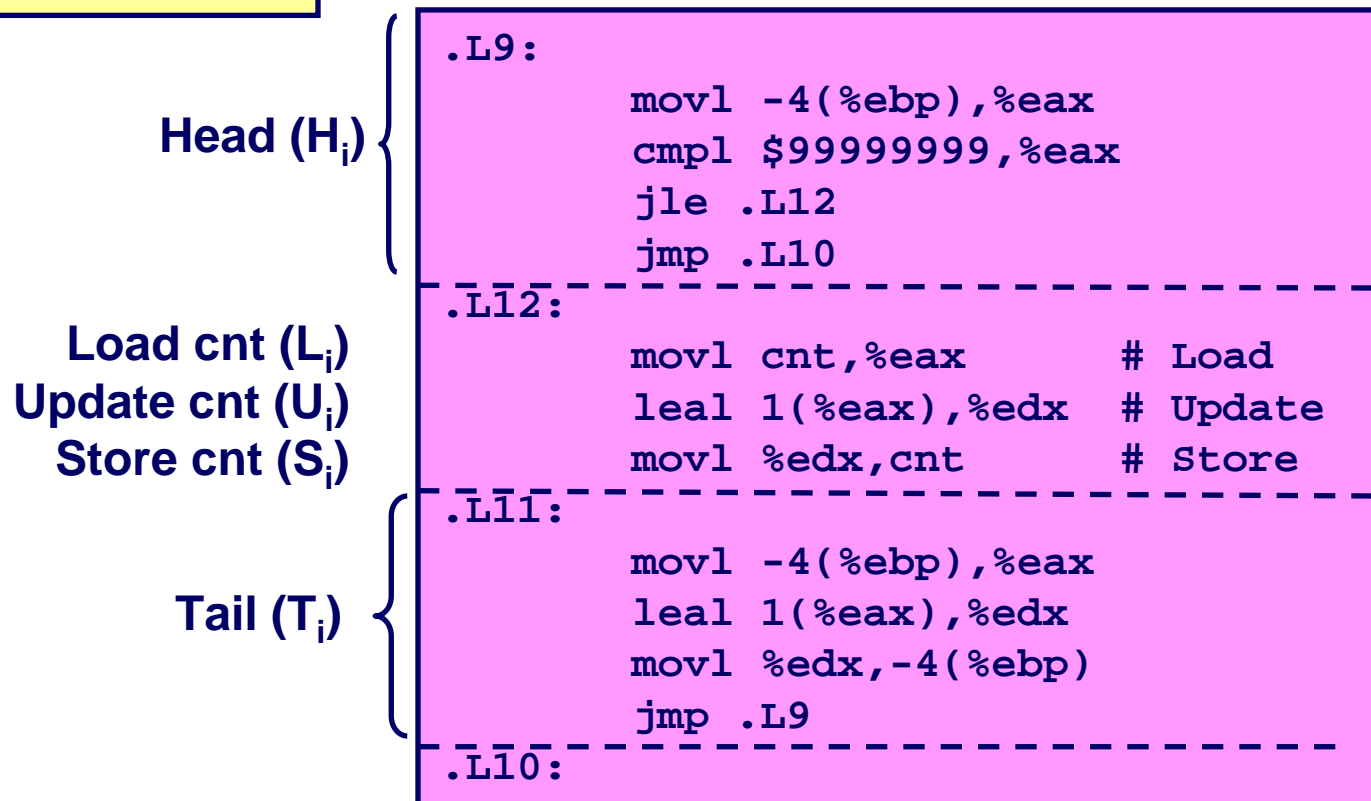 .L9:
movl -4(%ebp),%eax
Head (Hi)
cmpl $99999999,%eax
jle .L12
jmp .L10
.L12:
Load cnt (Li)
movl cnt,%eax # Load
Update cnt (Ui)
leal 1(%eax),%edx # Update
Store cnt (Si)
movl %edx,cnt # Store
.L11:
movl -4(%ebp),%eax
Tail (Ti)
leal 1(%eax),%edx
movl %edx,-4(%ebp)
jmp .L9
.L10: